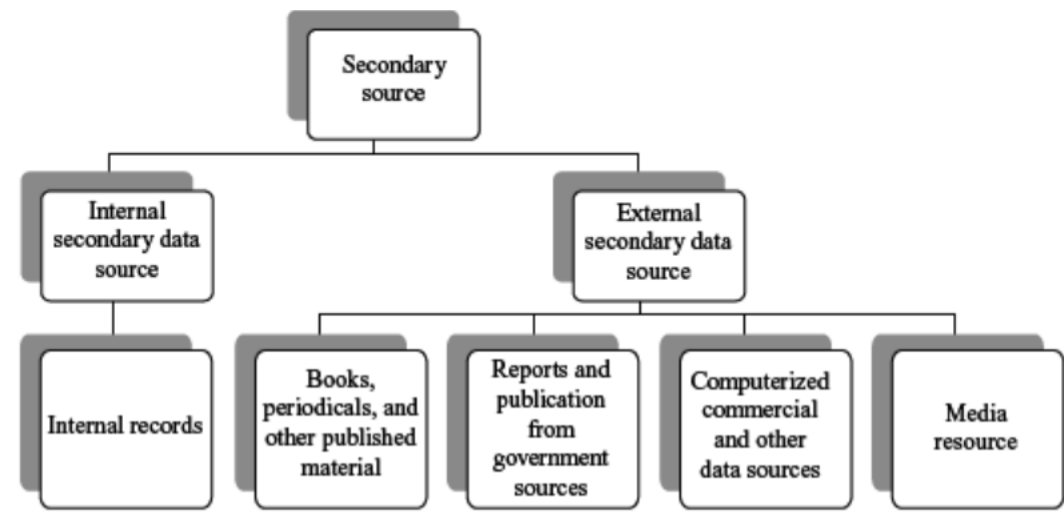 Secondary
source
Internal
secondary data
source
External
secondary data
source
Internal records
Books,
periodicals, and
other published
material
Reports and
publication
from
government
sources
Computerized
commercial
and other
data sources
Media
resource